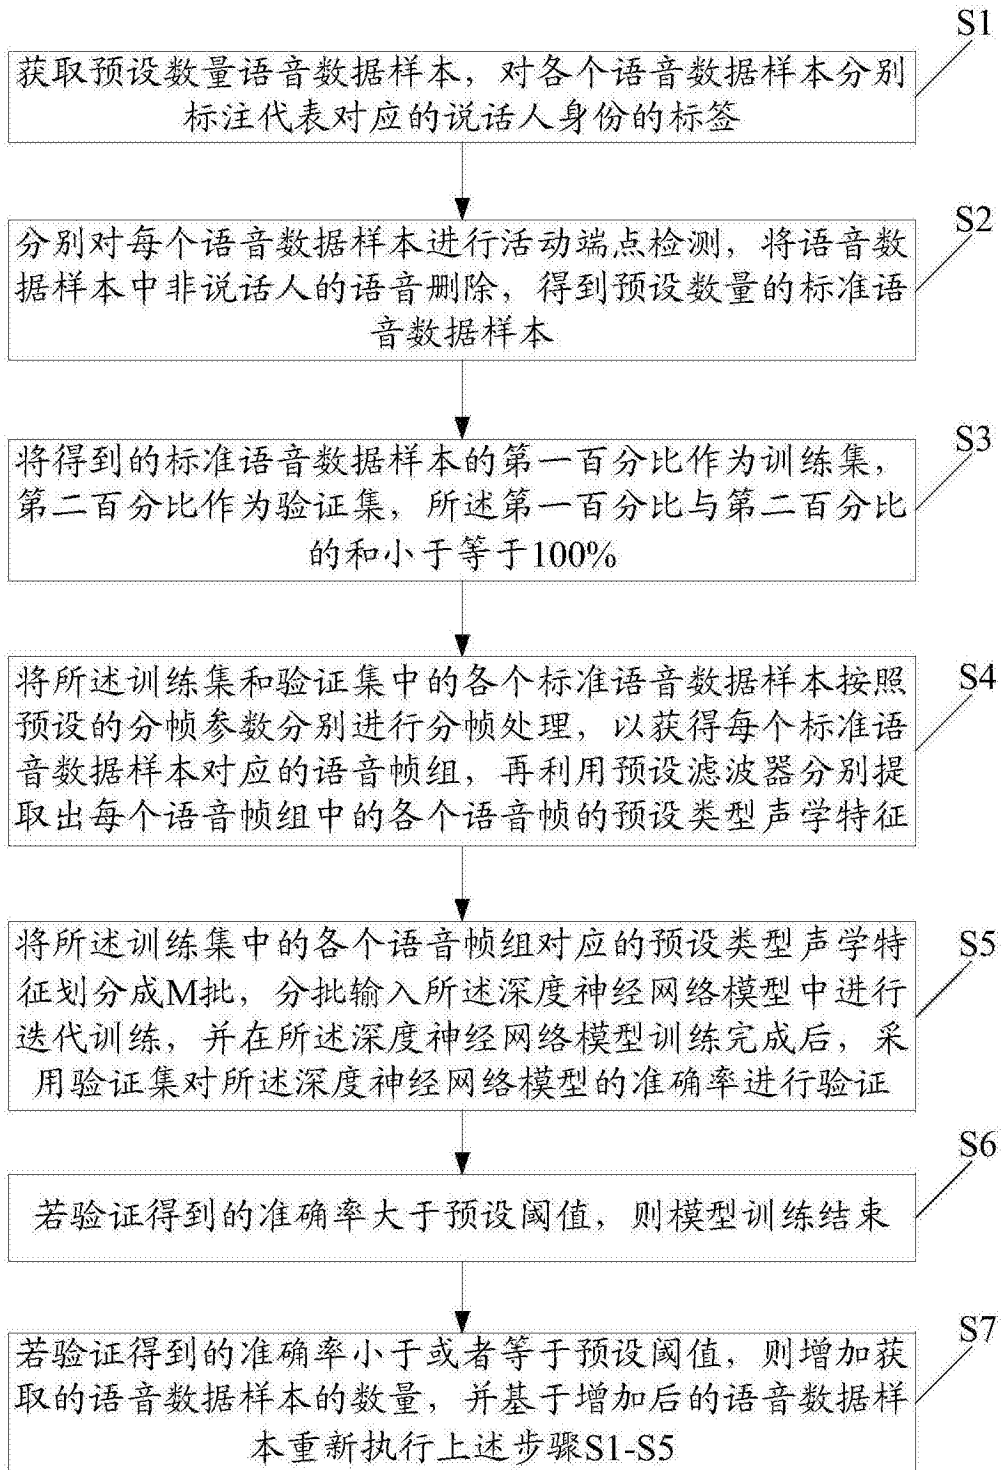 S1
获取预设数量语音数据样本，对各个语音数据样本分别
标注代表对应的说话人身份的标签
S2
分别对每个语音数据样本进行活动端点检测，将语音数
据样本中非说话人的语音删除，得到预设数量的标准语
音数据样本
S3
将得到的标准语音数据样本的第一百分比作为训练集，
第二百分比作为验证集，所述第一百分比与第二百分比
的和小于等于100%
S4
将所述训练集和验证集中的各个标准语音数据样本按照
预设的分帧参数分别进行分帧处理，以获得每个标准语
音数据样本对应的语音帧组，再利用预设滤波器分别提
取出每个语音帧组中的各个语音帧的预设类型声学特征
S5
将所述训练集中的各个语音帧组对应的预设类型声学特
征划分成M批，分批输入所述深度神经网络模型中进行
迭代训练，并在所述深度神经网络模型训练完成后，采
用验证集对所述深度神经网络模型的准确率进行验证
S6
若验证得到的准确率大于预设阈值，则模型训练结束
S7
若验证得到的准确率小于或者等于预设阈值，则增加获
取的语音数据样本的数量，并基于增加后的语音数据样
本重新执行上述步骤S1-S5